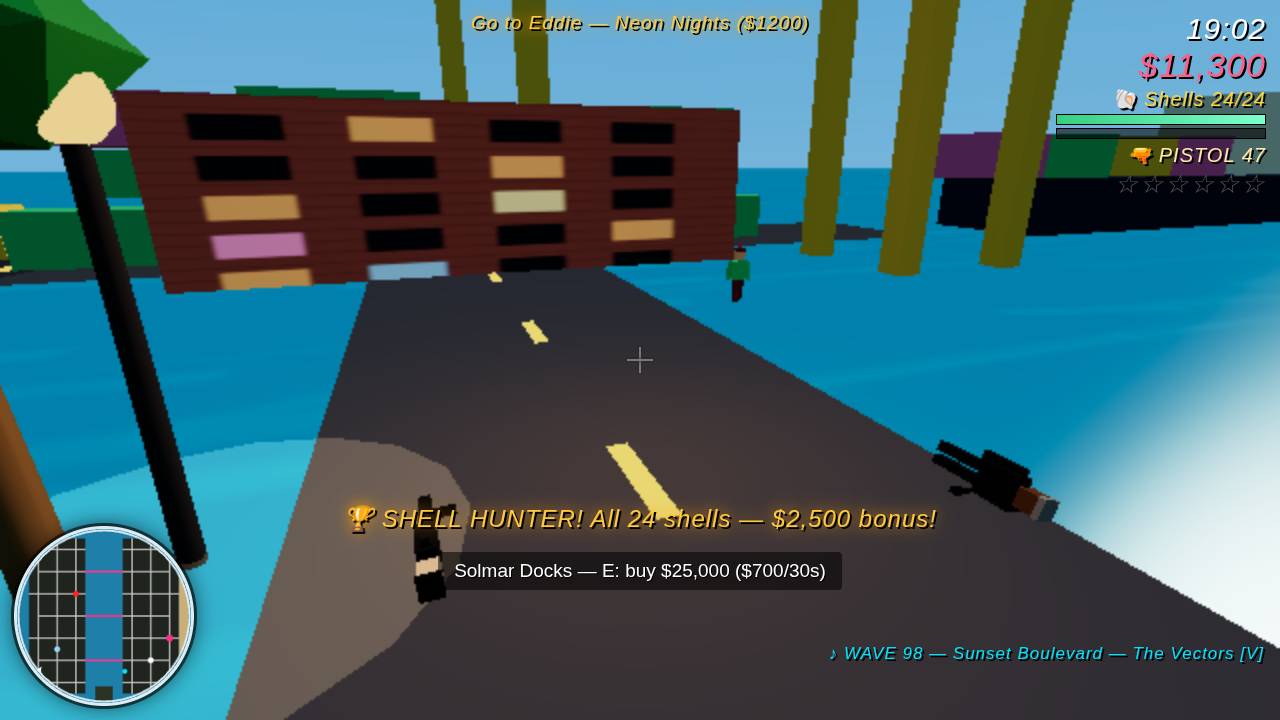 Go to Eddie — Neon Nights ($1200)
19:02
$11,300
🐚 Shells 24/24
🔫 PISTOL 47
☆☆☆☆☆☆
🏆 SHELL HUNTER! All 24 shells — $2,500 bonus!
Solmar Docks — E: buy $25,000 ($700/30s)
♪ WAVE 98 — Sunset Boulevard — The Vectors [V]